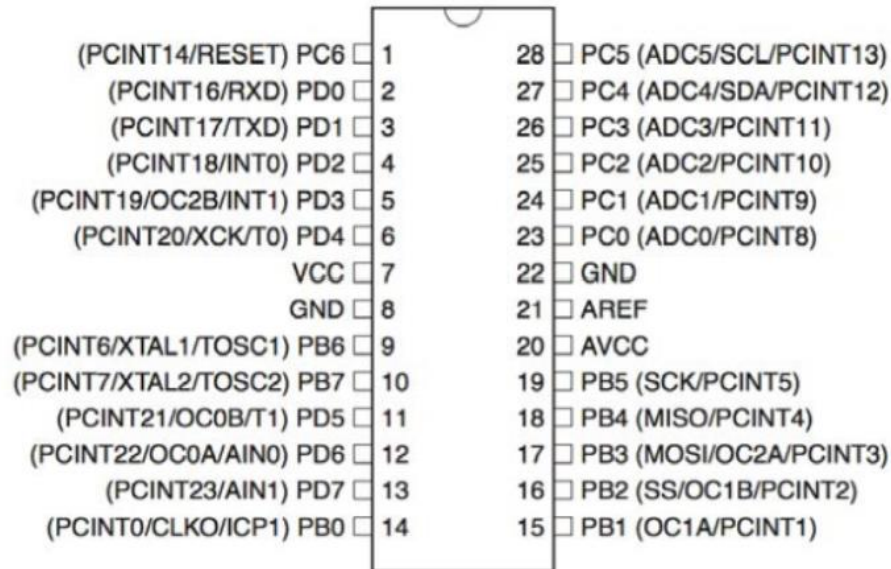 (PCINT14/RESET) PC6 1 28 PC5 (ADC5/SCL/PCINT13)
(PCINT16/RXD) PD0 2 27 PC4 (ADC4/SDA/PCINT12)
(PCINT17/TXD) PD1 3 26 PC3 (ADC3/PCINT11)
(PCINT18/INT0) PD2 4 25 PC2 (ADC2/PCINT10)
(PCINT19/OC2B/INT1) PD3 5 24 PC1 (ADC1/PCINT9)
(PCINT20/XCK/T0) PD4 6 23 PC0 (ADC0/PCINT8)
VCC 7 22 GND
GND 8 21 AREF
(PCINT6/XTAL1/TOSC1) PB6 9 20 AVCC
(PCINT7/XTAL2/TOSC2) PB7 10 19 PB5 (SCK/PCINT5)
(PCINT21/OC0B/T1) PD5 11 18 PB4 (MISO/PCINT4)
(PCINT22/OC0A/AIN0) PD6 12 17 PB3 (MOSI/OC2A/PCINT3)
(PCINT23/AIN1) PD7 13 16 PB2 (SS/OC1B/PCINT2)
(PCINT0/CLKO/ICP1) PB0 14 15 PB1 (OC1A/PCINT1)